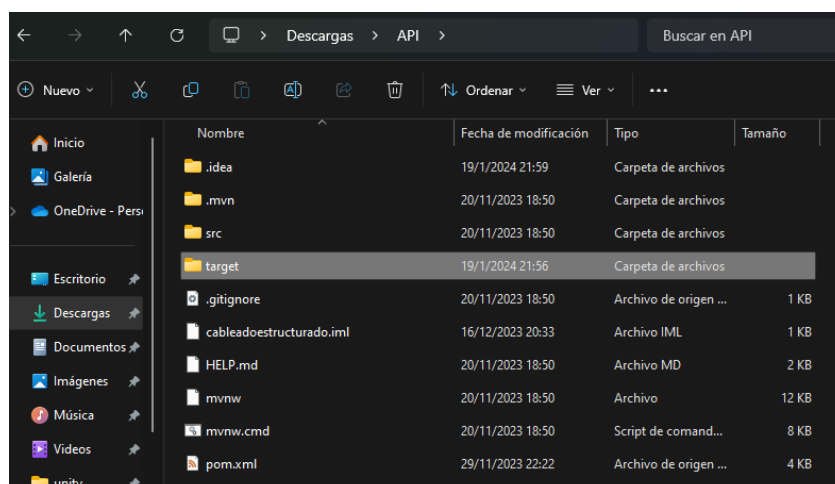 Descargas > API >
Buscar en API
Nuevo
Ordenar
Ver
Inicio
Galería
OneDrive - Perso
Escritorio
Descargas
Documentos
Imágenes
Música
Videos
unity
Nombre Fecha de modificación Tipo Tamaño
.idea 19/1/2024 21:59 Carpeta de archivos
.mvn 20/11/2023 18:50 Carpeta de archivos
src 20/11/2023 18:50 Carpeta de archivos
target 19/1/2024 21:56 Carpeta de archivos
.gitignore 20/11/2023 18:50 Archivo de origen ... 1 KB
cableadoestructurado.iml 16/12/2023 20:33 Archivo IML 1 KB
HELP.md 20/11/2023 18:50 Archivo MD 2 KB
mvnw 20/11/2023 18:50 Archivo 12 KB
mvnw.cmd 20/11/2023 18:50 Script de comand... 8 KB
pom.xml 29/11/2023 22:22 Archivo de origen ... 4 KB